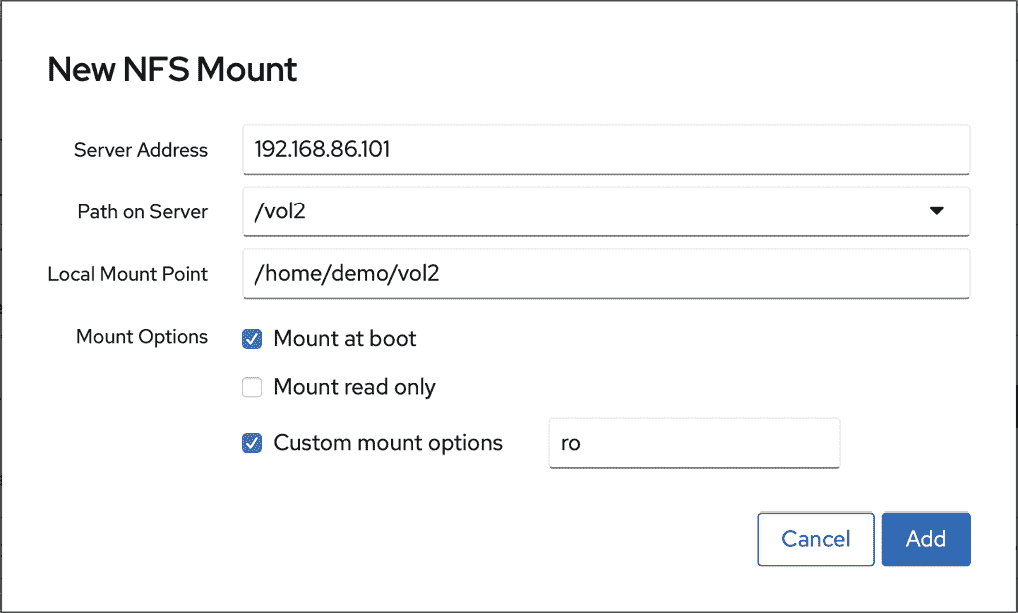 New NFS Mount
Server Address 192.168.86.101
Path on Server /vol2
Local Mount Point /home/demo/vol2
Mount Options Mount at boot
Mount read only
Custom mount options ro
Cancel Add